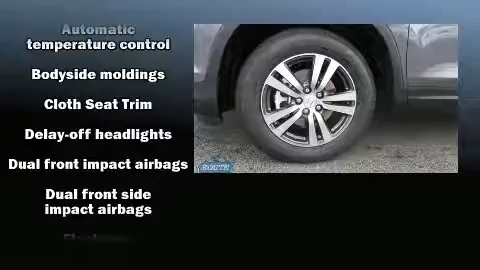 Automatic
temperature control
Bodyside moldings
Cloth Seat Trim
Delay-off headlights
Dual front impact airbags
Dual front side
impact airbags
ROUTE